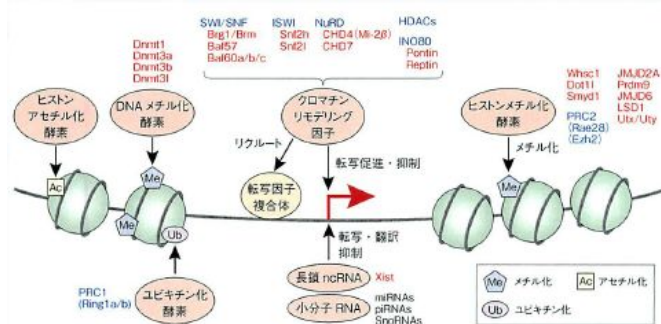 SWI/SNF
Brg1/Brm
Baf57
Baf60a/b/c
ISWI
Snf2h
Snf2l
NuRD
CHD4(Mi-2β)
CHD7
HDACs
INO80
Pontin
Reptin
Dnmt1
Dnmt3a
Dnmt3b
Dnmt3l
Whsc1
Dot1l
Smyd1
PRC2
(Rae28)
(Ezh2)
JMJD2A
Prdm9
JMJD6
LSD1
Utx/Uty
ヒストン
アセチル化
酵素
DNA メチル化
酵素
クロマチン
リモデリング
因子
ヒストンメチル化
酵素
リクルート
転写促進・抑制
メチル化
Ac
Me
Me
Ub
転写因子
複合体
Me
転写・翻訳
抑制
PRC1
(Ring1a/b)
ユビキチン化
酵素
長鎖 ncRNA
Xist
小分子 RNA
miRNAs
piRNAs
SnoRNAs
Me メチル化
Ac アセチル化
Ub ユビキチン化